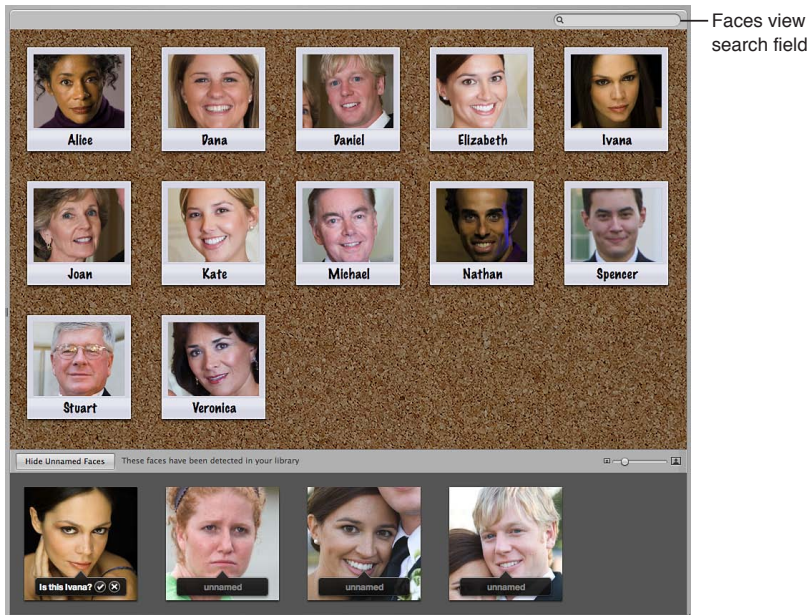 Faces view
search field
Alice
Dana
Daniel
Elizabeth
Ivana
Joan
Kate
Michael
Nathan
Spencer
Stuart
Veronica
Hide Unnamed Faces
These faces have been detected in your library
Is this Ivana?
unnamed
unnamed
unnamed